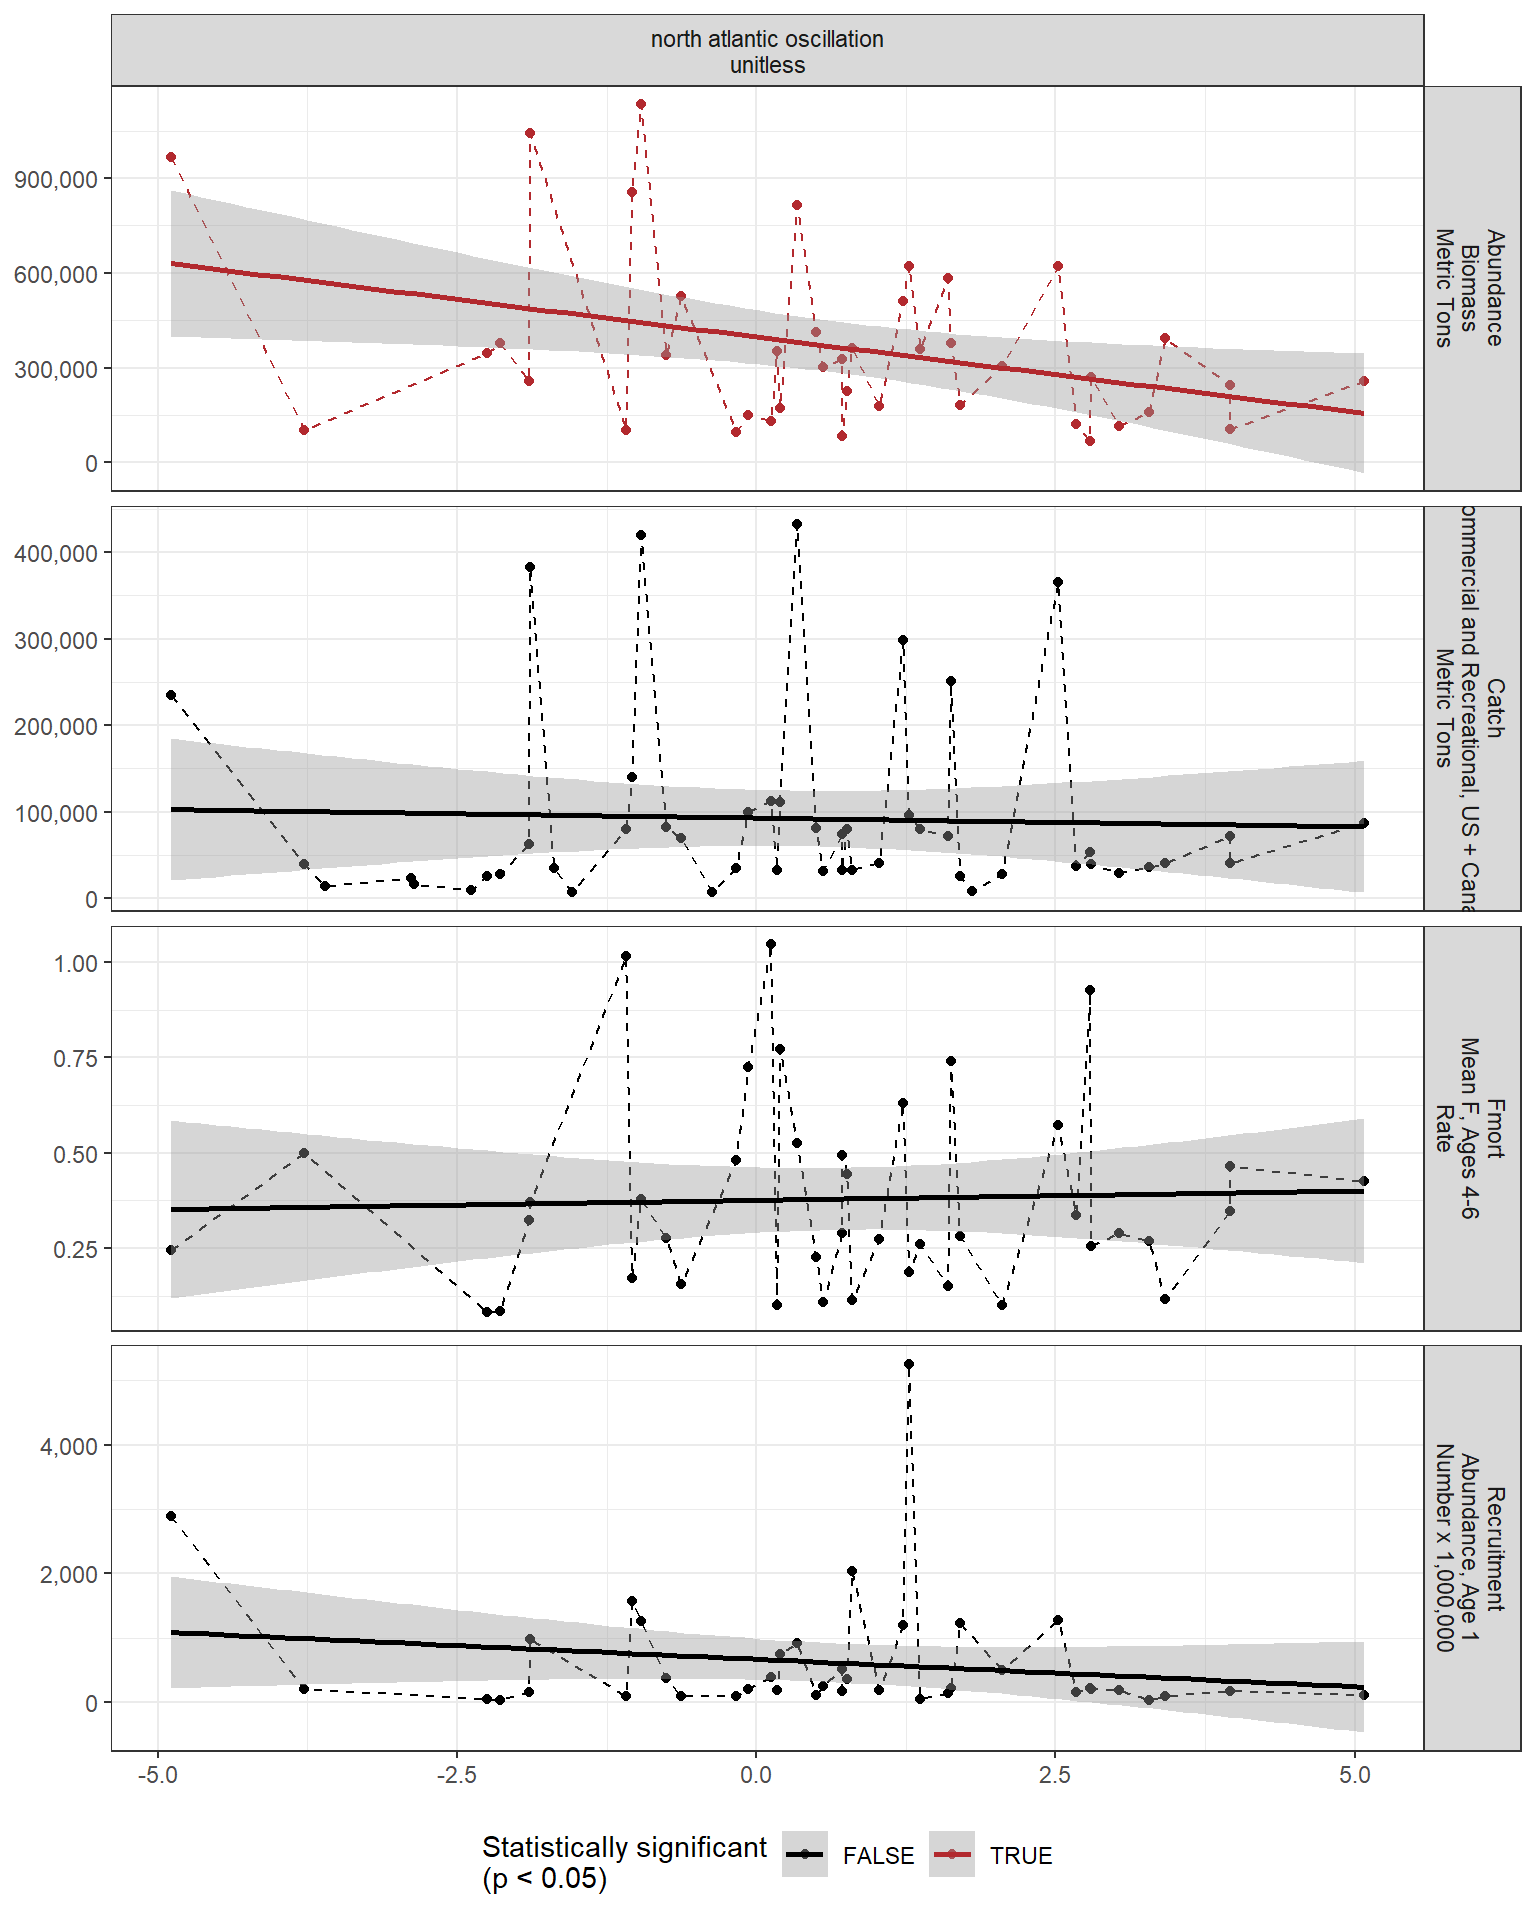 north atlantic oscillation
unitless
900,000
600,000
300,000
0
Abundance
Biomass
Metric Tons
400,000
300,000
200,000
100,000
0
Catch
ommercial and Recreational, US + Cana
Metric Tons
1.00
0.75
0.50
0.25
Fmort
Mean F, Ages 4-6
Rate
4,000
2,000
0
Recruitment
Abundance, Age 1
Number x 1,000,000
-5.0 -2.5 0.0 2.5 5.0
Statistically significant
(p < 0.05)
FALSE TRUE